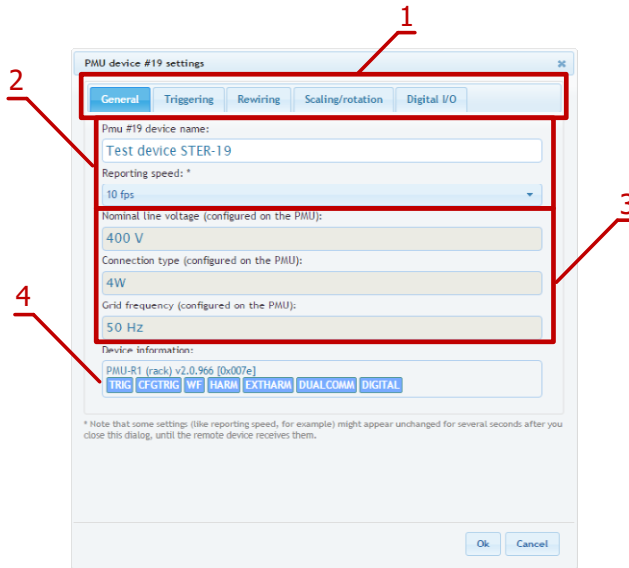 1
PMU device #19 settings
2
General Triggering Rewiring Scaling/rotation Digital I/O
Pmu #19 device name:
Test device STER-19
Reporting speed: *
10 fps
3
Nominal line voltage (configured on the PMU):
400 V
Connection type (configured on the PMU):
4W
4
Grid frequency (configured on the PMU):
50 Hz
Device information:
PMU-R1 (rack) v2.0.966 [0x007e]
TRIG CFGTRIG WF HARM EXTHARM DUALCOMM DIGITAL
* Note that some settings (like reporting speed, for example) might appear unchanged for several seconds after you
close this dialog, until the remote device receives them.
Ok Cancel